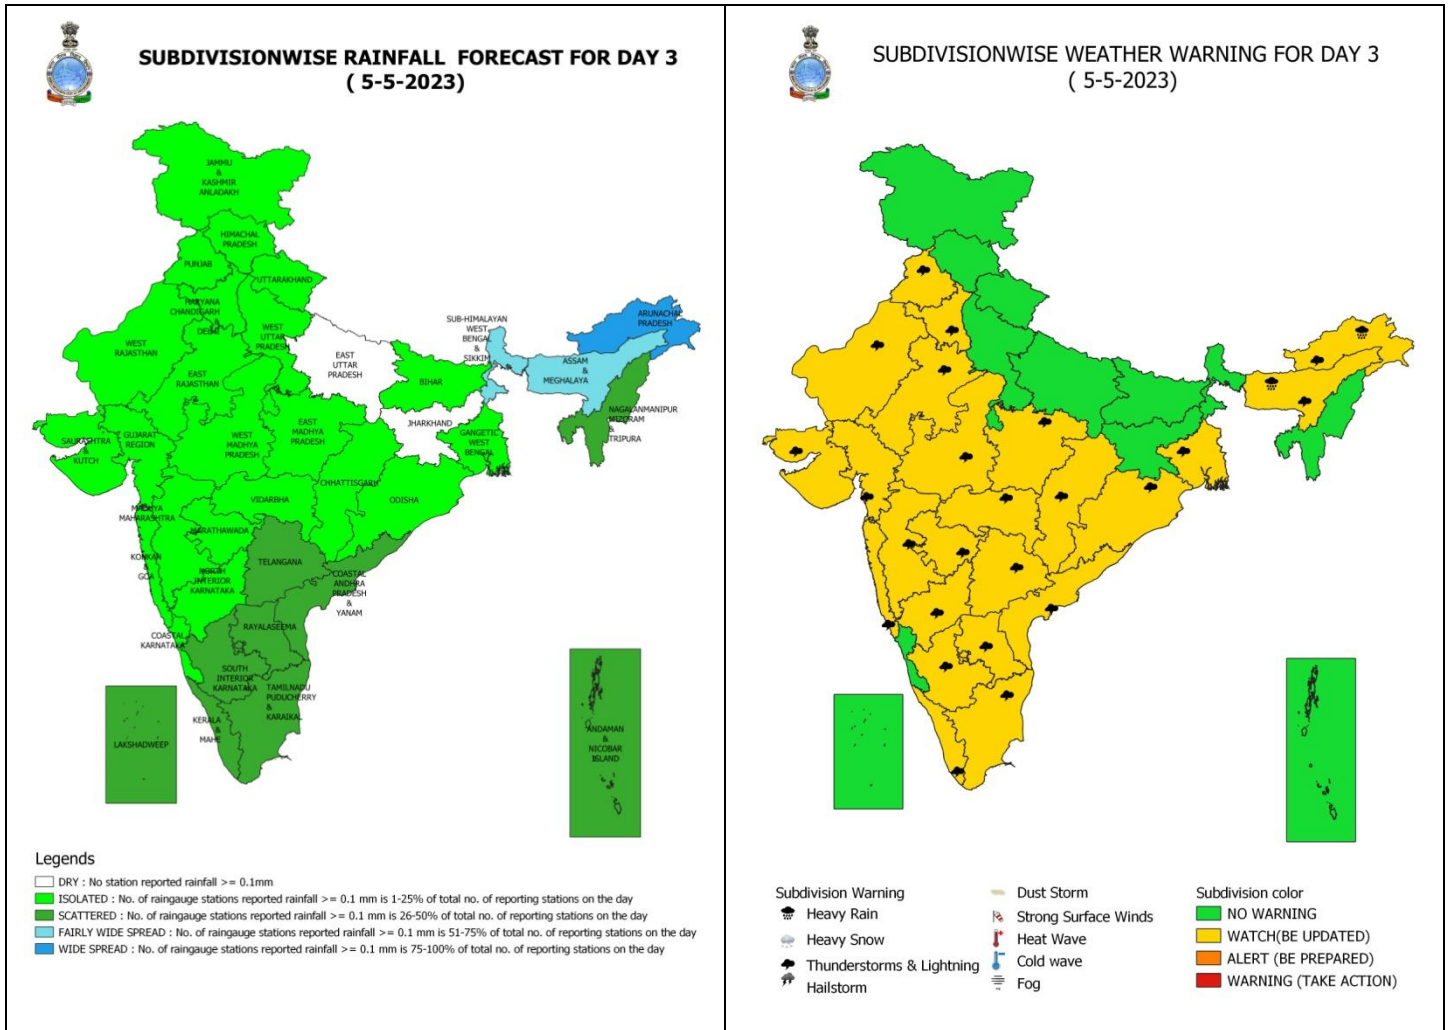 SUBDIVISIONWISE RAINFALL FORECAST FOR DAY 3
( 5-5-2023)
JAMMU
&
KASHMIR
ANLADAKH
HIMACHAL
PRADESH
PUNJAB
UTTARAKHAND
HARYANA
CHANDIGARH
&
DELHI
WEST
UTTAR
PRADESH
WEST
RAJASTHAN
EAST
UTTAR
PRADESH
EAST
RAJASTHAN
BIHAR
SUB-HIMALAYAN
WEST
BENGAL
&
SIKKIM
ARUNACHAL
PRADESH
ASSAM
&
MEGHALAYA
NAGALANMANIPUR
MIZORAM
&
TRIPURA
JHARKHAND
GANGETIC
WEST
BENGAL
SAURASHTRA
&
KUTCH
GUJARAT
REGION
WEST
MADHYA
PRADESH
EAST
MADHYA
PRADESH
CHHATTISGARH
ODISHA
VIDARBHA
MADHYA
MAHARASHTRA
MARATHAWADA
KONKAN
&
GOA
NORTH
INTERIOR
KARNATAKA
TELANGANA
COASTAL
ANDHRA
PRADESH
&
YANAM
RAYALASEEMA
COASTAL
KARNATAKA
SOUTH
INTERIOR
KARNATAKA
TAMILNADU
PUDUCHERRY
&
KARAIKAL
KERALA
&
MAHE
LAKSHADWEEP
ANDAMAN
&
NICOBAR
ISLAND
Legends
DRY : No station reported rainfall >= 0.1mm
ISOLATED : No. of raingauge stations reported rainfall >= 0.1 mm is 1-25% of total no. of reporting stations on the day
SCATTERED : No. of raingauge stations reported rainfall >= 0.1 mm is 26-50% of total no. of reporting stations on the day
FAIRLY WIDE SPREAD : No. of raingauge stations reported rainfall >= 0.1 mm is 51-75% of total no. of reporting stations on the day
WIDE SPREAD : No. of raingauge stations reported rainfall >= 0.1 mm is 75-100% of total no. of reporting stations on the day
SUBDIVISIONWISE WEATHER WARNING FOR DAY 3
( 5-5-2023)
Subdivision Warning
Heavy Rain
Heavy Snow
Thunderstorms & Lightning
Hailstorm
Dust Storm
Strong Surface Winds
Heat Wave
Cold wave
Fog
Subdivision color
NO WARNING
WATCH(BE UPDATED)
ALERT (BE PREPARED)
WARNING (TAKE ACTION)